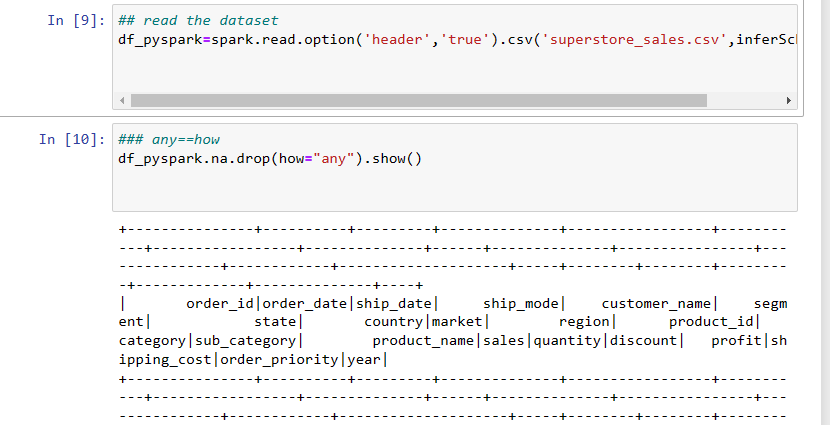 In [9]: ## read the dataset
df_pyspark=spark.read.option('header','true').csv('superstore_sales.csv',inferSc
In [10]: ### any==how
df_pyspark.na.drop(how="any").show()
+---------------+----------+---------+--------------+-----------------+--------
---+-----------------+--------------+------+--------------+----------------+---
------------+------------+--------------------+-----+--------+--------+--------
-+-------------+--------------+----+
|       order_id|order_date|ship_date|     ship_mode|    customer_name|    segm
ent|            state|       country|market|        region|      product_id|
category|sub_category|        product_name|sales|quantity|discount|   profit|sh
ipping_cost|order_priority|year|
+---------------+----------+---------+--------------+-----------------+--------
---+-----------------+--------------+------+--------------+----------------+---
------------+------------+--------------------+-----+--------+--------+--------